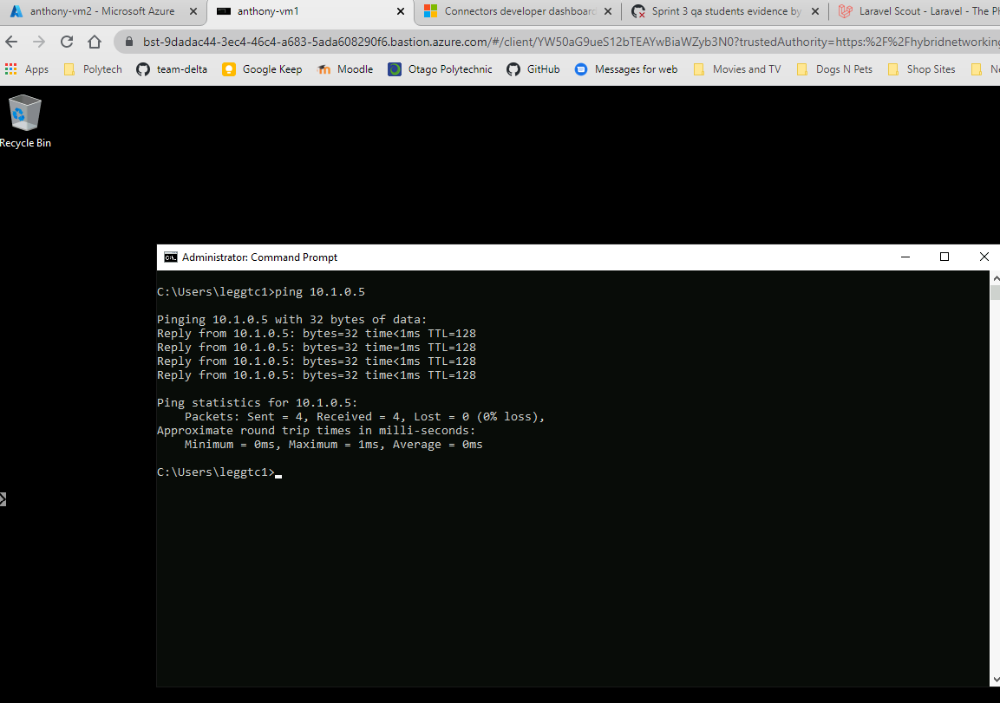 anthony-vm2 - Microsoft Azure
anthony-vm1
Connectors developer dashboard
Sprint 3 qa students evidence by
Laravel Scout - Laravel - The P
bst-9dadac44-3ec4-46c4-a683-5ada608290f6.bastion.azure.com/#/client/YW50aG9ueS12bTEAYwBiaWZyb3N0?trustedAuthority=https:%2F%2Fhybridnetworking
Apps
Polytech
team-delta
Google Keep
Moodle
Otago Polytechnic
GitHub
Messages for web
Movies and TV
Dogs N Pets
Shop Sites
Recycle Bin
Administrator: Command Prompt
C:\Users\leggtc1>ping 10.1.0.5
Pinging 10.1.0.5 with 32 bytes of data:
Reply from 10.1.0.5: bytes=32 time<1ms TTL=128
Reply from 10.1.0.5: bytes=32 time=1ms TTL=128
Reply from 10.1.0.5: bytes=32 time<1ms TTL=128
Reply from 10.1.0.5: bytes=32 time<1ms TTL=128
Ping statistics for 10.1.0.5:
Packets: Sent = 4, Received = 4, Lost = 0 (0% loss),
Approximate round trip times in milli-seconds:
Minimum = 0ms, Maximum = 1ms, Average = 0ms
C:\Users\leggtc1>